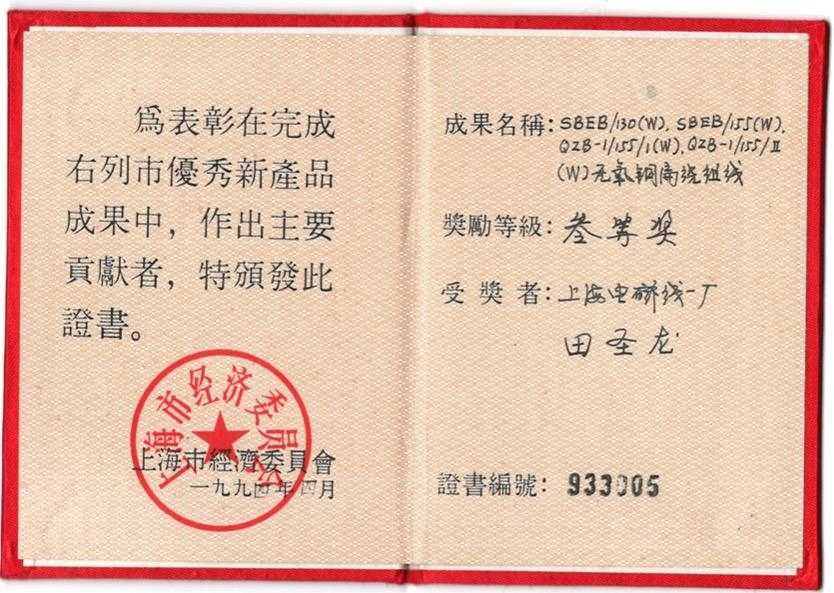 爲表彰在完成
右列市優秀新產品
成果中，作出主要
貢獻者，特頒發此
證書。
上海市经济委员会
上海市經濟委員會
一九九四年四月
成果名稱：SBEB/130(W)、SBEB/155(W)、
QZB-1/155/I(W)、QZB-1/155/II
(W)无氧铜高绕组线
獎勵等級：叁等奖
受獎者：上海电磁线一厂
田圣龙
證書編號：933005